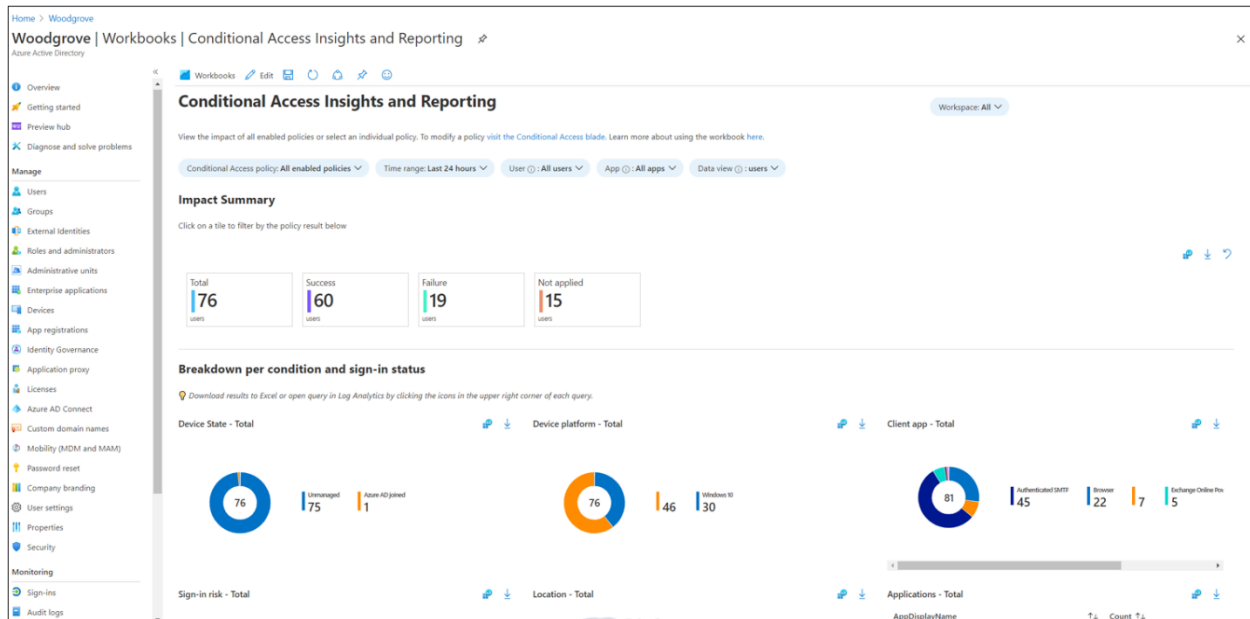 Home > Woodgrove
Woodgrove | Workbooks | Conditional Access Insights and Reporting
Azure Active Directory
Overview
Getting started
Preview hub
Diagnose and solve problems
Manage
Users
Groups
External Identities
Roles and administrators
Administrative units
Enterprise applications
Devices
App registrations
Identity Governance
Application proxy
Licenses
Azure AD Connect
Custom domain names
Mobility (MDM and MAM)
Password reset
Company branding
User settings
Properties
Security
Monitoring
Sign-ins
Audit logs
Workbooks Edit
Conditional Access Insights and Reporting
Workspace: All
View the impact of all enabled policies or select an individual policy. To modify a policy visit the Conditional Access blade. Learn more about using the workbook here.
Conditional Access policy: All enabled policies Time range: Last 24 hours User : All users App : All apps Data view : users
Impact Summary
Click on a tile to filter by the policy result below
Total Success Failure Not applied
76 60 19 15
users users users users
Breakdown per condition and sign-in status
Download results to Excel or open query in Log Analytics by clicking the icons in the upper right corner of each query.
Device State - Total
76
Unmanaged Azure AD joined
75 1
Device platform - Total
76
Windows 10
46 30
Client app - Total
81
Authenticated SMTP Browser Exchange Online Pov
45 22 7 5
Sign-in risk - Total
Location - Total
Applications - Total
AppDisplayName Count